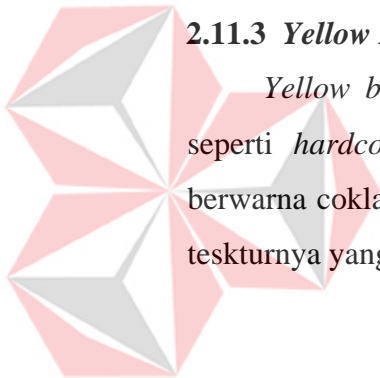 2.11.3 Yellow
Yellow b
seperti hardco
berwarna cokla
teskturnya yang